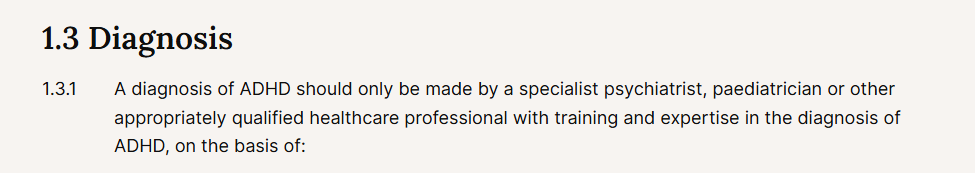 1.3 Diagnosis
1.3.1 A diagnosis of ADHD should only be made by a specialist psychiatrist, paediatrician or other
appropriately qualified healthcare professional with training and expertise in the diagnosis of
ADHD, on the basis of: